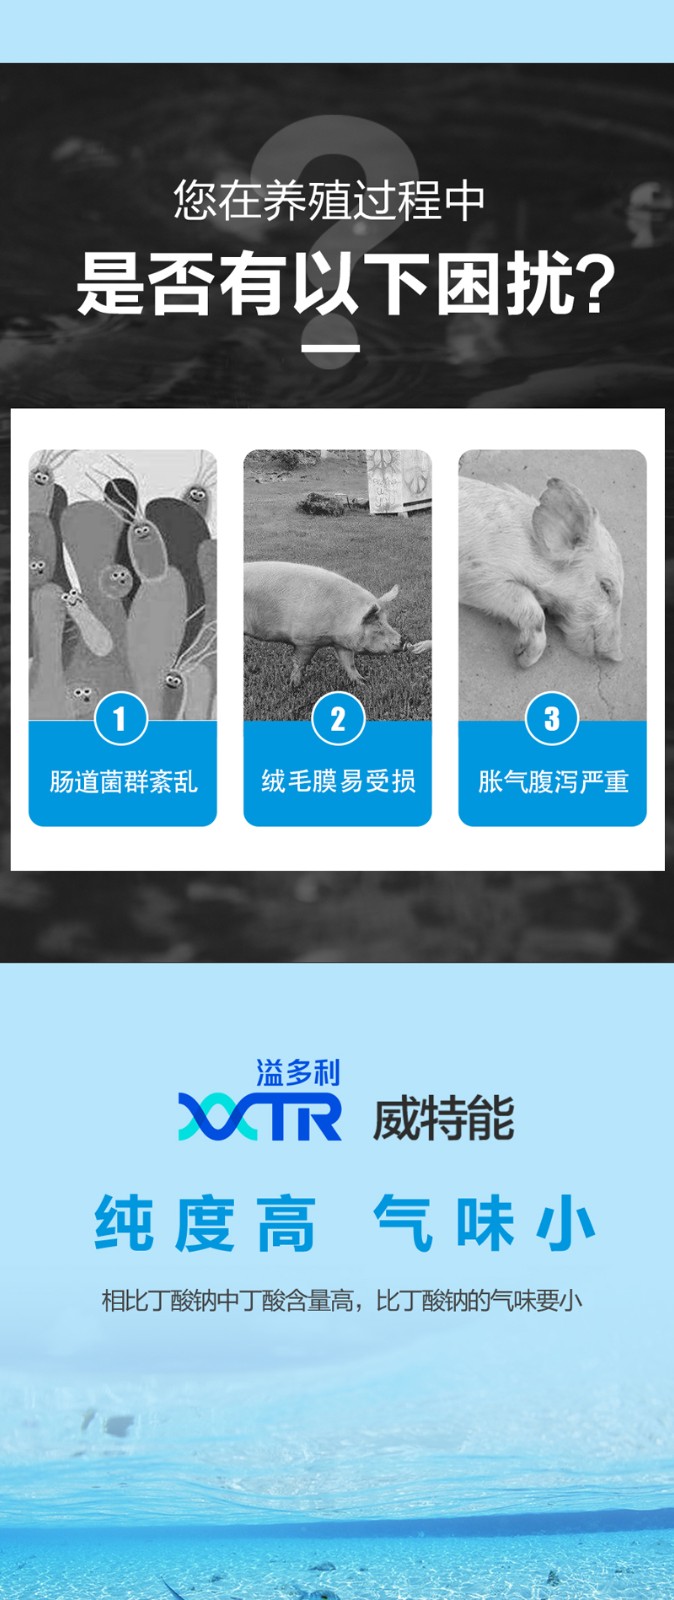 ?
您在养殖过程中
是否有以下困扰?
1
2
3
肠道菌群紊乱
绒毛膜易受损
胀气腹泻严重
溢多利
XTR
威特能
纯度高 气味小
相比丁酸钠中丁酸含量高，比丁酸钠的气味要小